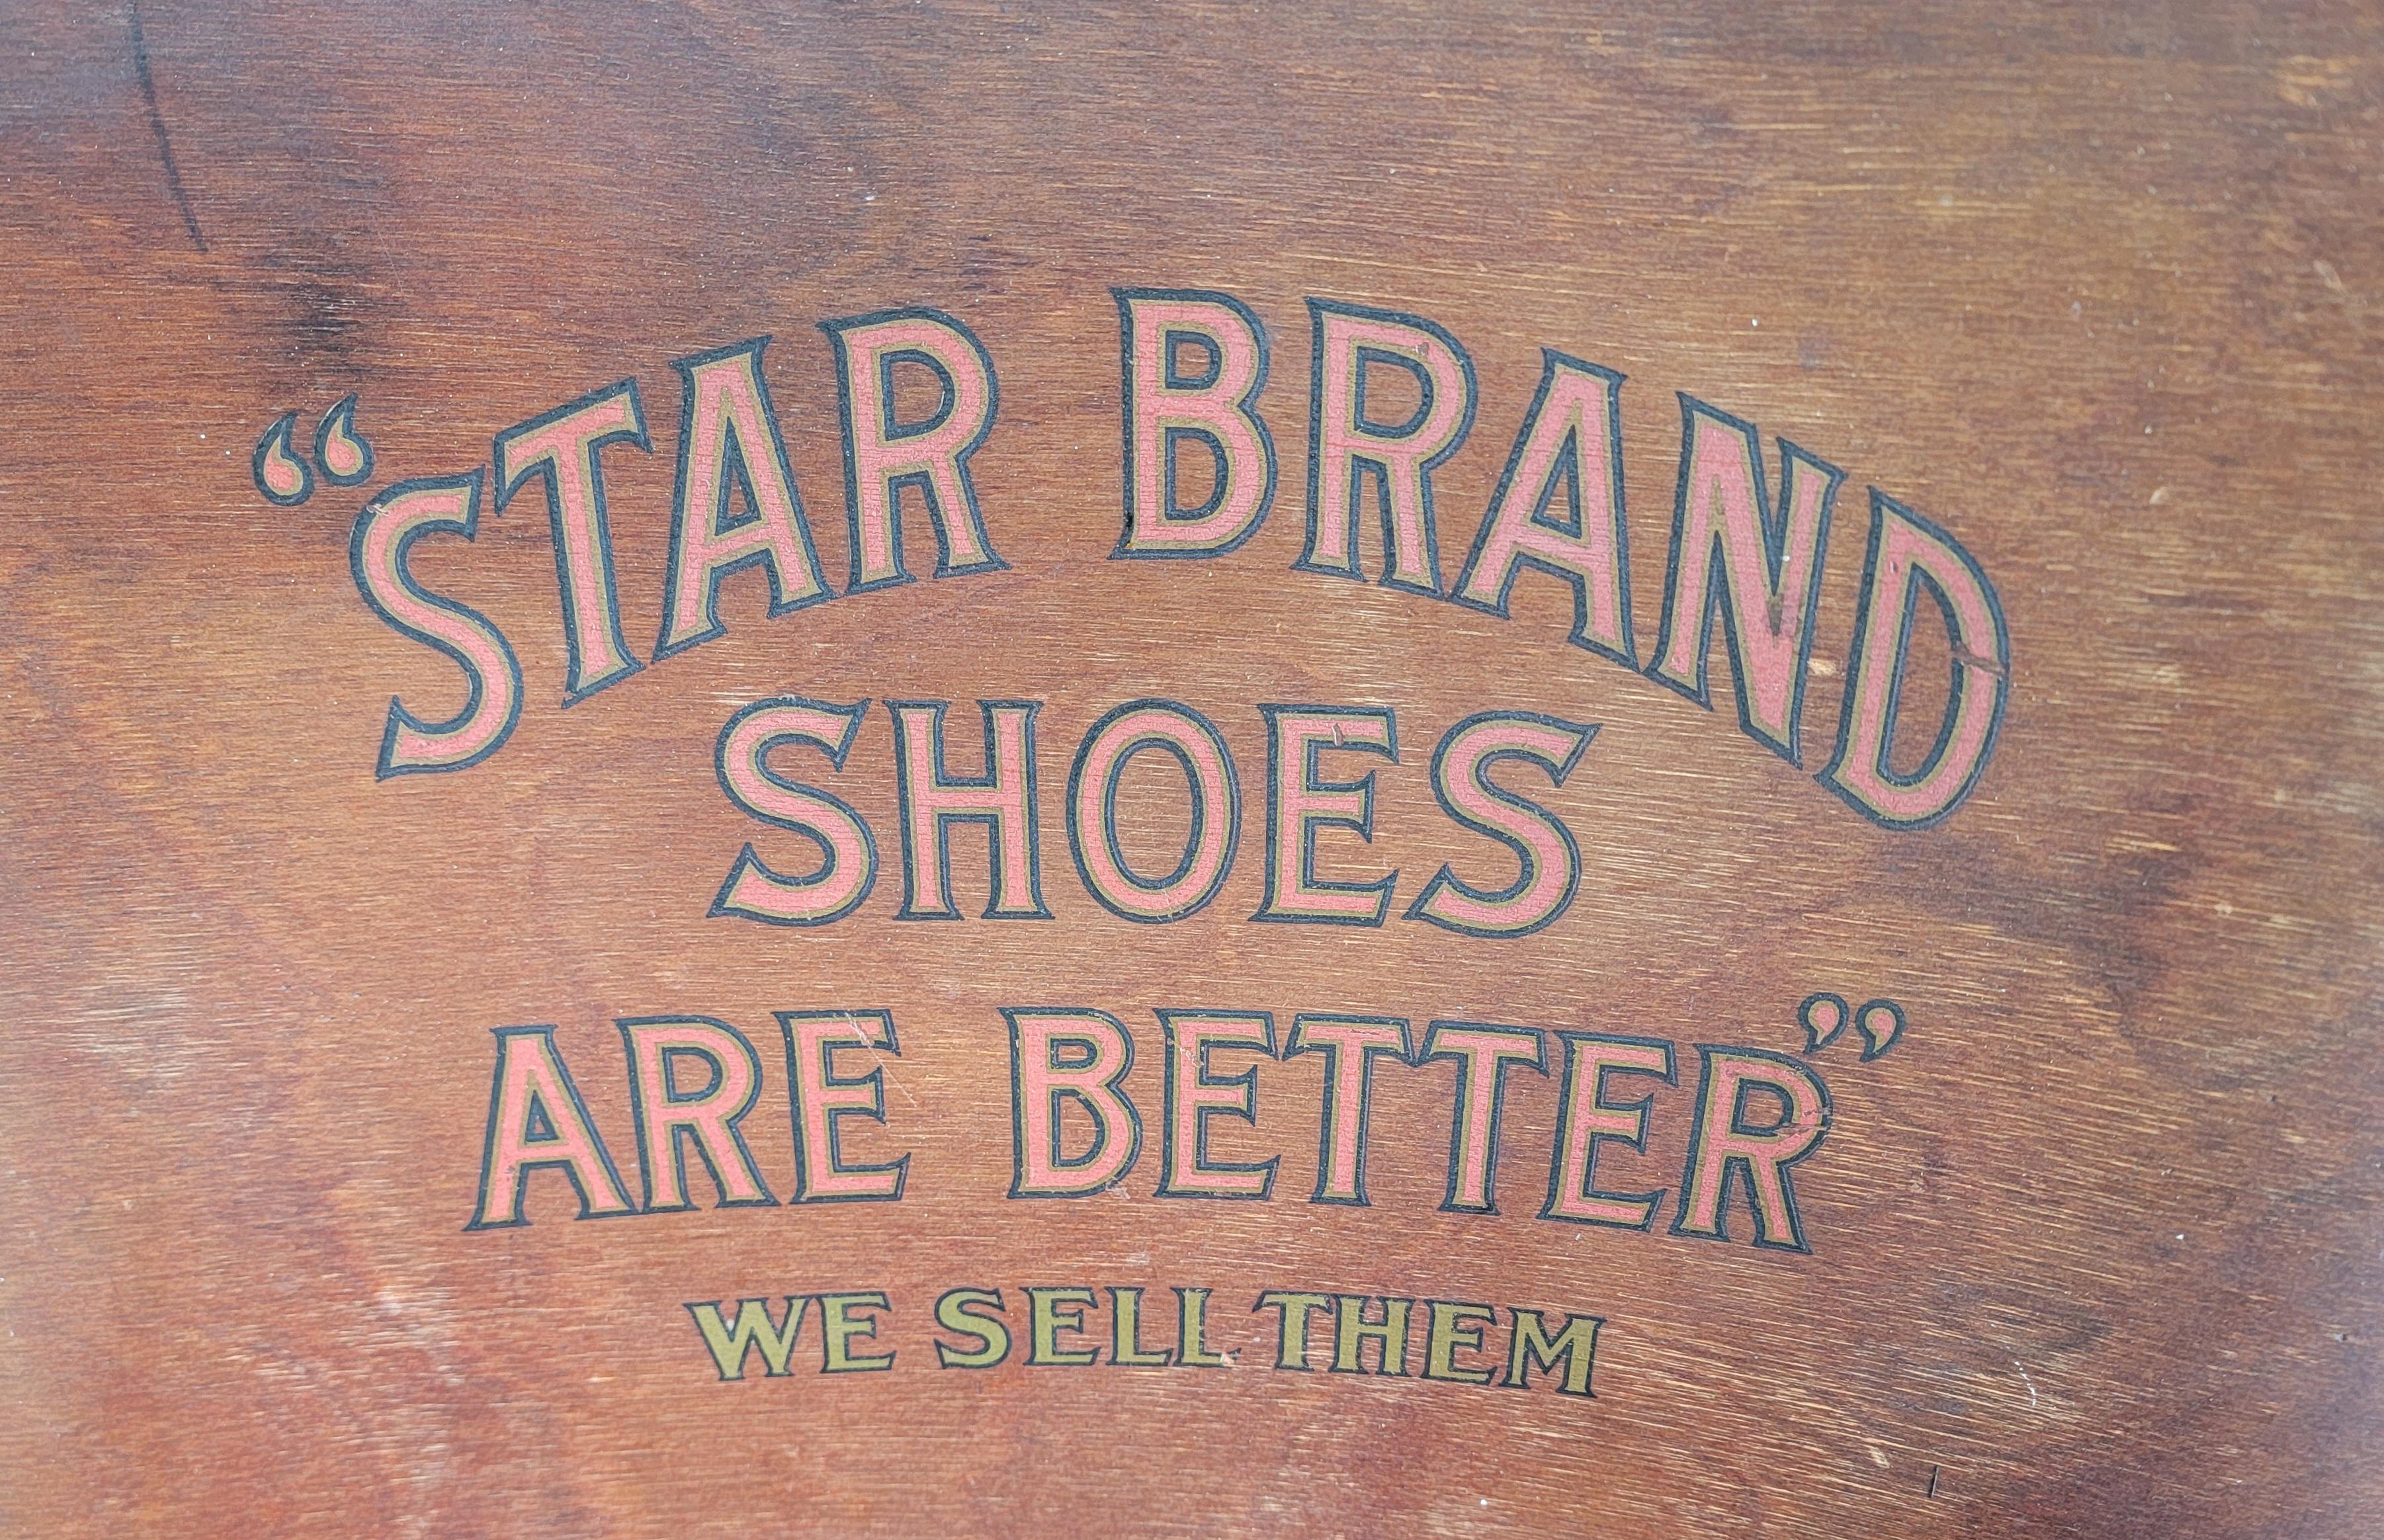 “STAR BRAND
SHOES
ARE BETTER”
WE SELL THEM